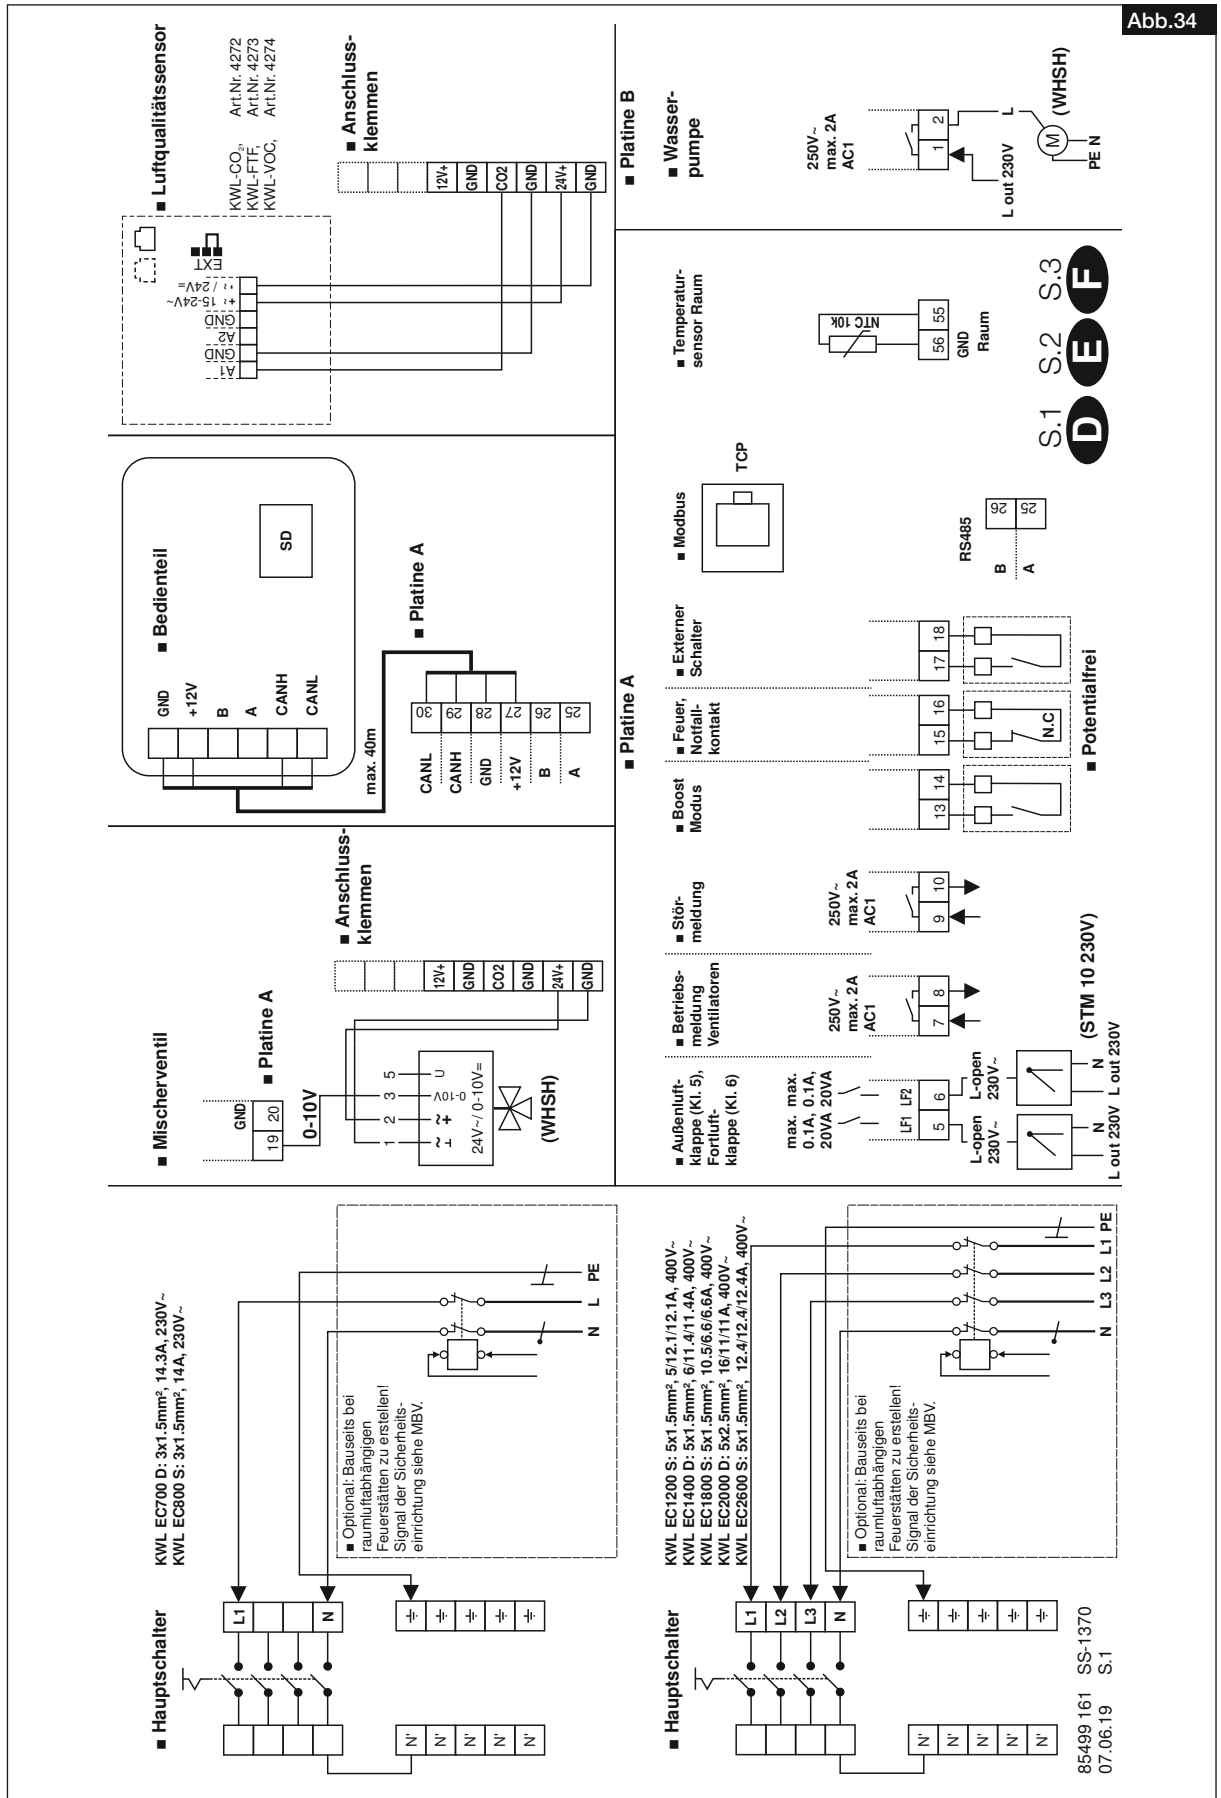 Abb.34
■ Hauptschalter
KWL EC700 D: 3x1.5mm², 14.3A, 230V~
KWL EC800 S: 3x1.5mm², 14A, 230V~
L1
N
N'
N'
N'
N'
N'
■ Optional: Bauseits bei
raumluftabhängigen
Feuerstätten zu erstellen!
Signal der Sicherheits-
einrichtung siehe MBV.
N
L
PE
■ Mischerventil
GND
19
20
■ Platine A
0-10V
1
2
3
5
┬ ~
+ ~
0-10V
U
24V~/ 0-10V=
(WHSH)
■ Anschluss-
klemmen
12V+
GND
CO2
GND
24V+
GND
■ Bedienteil
SD
GND
+12V
B
A
CANH
CANL
max. 40m
■ Platine A
30
29
28
27
26
25
CANL
CANH
GND
+12V
B
A
■ Luftqualitätssensor
KWL-CO₂, Art.Nr. 4272
KWL-FTF, Art.Nr. 4273
KWL-VOC, Art.Nr. 4274
EXT
- ~ / 24V=
+ ~ 15-24V~
GND
A2
GND
A1
■ Anschluss-
klemmen
12V+
GND
CO2
GND
24V+
GND
■ Hauptschalter
KWL EC1200 S: 5x1.5mm², 5/12.1/12.1A, 400V~
KWL EC1400 D: 5x1.5mm², 6/11.4/11.4A, 400V~
KWL EC1800 S: 5x1.5mm², 10.5/6.6/6.6A, 400V~
KWL EC2000 D: 5x2.5mm², 16/11/11A, 400V~
KWL EC2600 S: 5x1.5mm², 12.4/12.4/12.4A, 400V~
L1
L2
L3
N
N'
N'
N'
N'
N'
■ Optional: Bauseits bei
raumluftabhängigen
Feuerstätten zu erstellen!
Signal der Sicherheits-
einrichtung siehe MBV.
N
L3
L2
L1
PE
85499 161 SS-1370
07.06.19 S.1
■ Platine A
■ Außenluft-
klappe (Kl. 5),
Fortluft-
klappe (Kl. 6)
max. max.
0.1A, 0.1A,
20VA 20VA
LF1 LF2
5 6
L-open
230V~
L-open
230V~
N
L out 230V
N
L out 230V
(STM 10 230V)
■ Betriebs-
meldung
Ventilatoren
250V~
max. 2A
AC1
7 8
■ Stör-
meldung
250V~
max. 2A
AC1
9 10
■ Boost
Modus
13 14
■ Feuer,
Notfall-
kontakt
15 16
N.C
■ Externer
Schalter
17 18
■ Potentialfrei
■ Modbus
TCP
RS485
B
A
26
25
■ Temperatur-
sensor Raum
NTC 10k
56 55
GND
Raum
S.1 S.2 S.3
D E F
■ Platine B
■ Wasser-
pumpe
250V~
max. 2A
AC1
1 2
L out 230V
L
M
PE N
(WHSH)